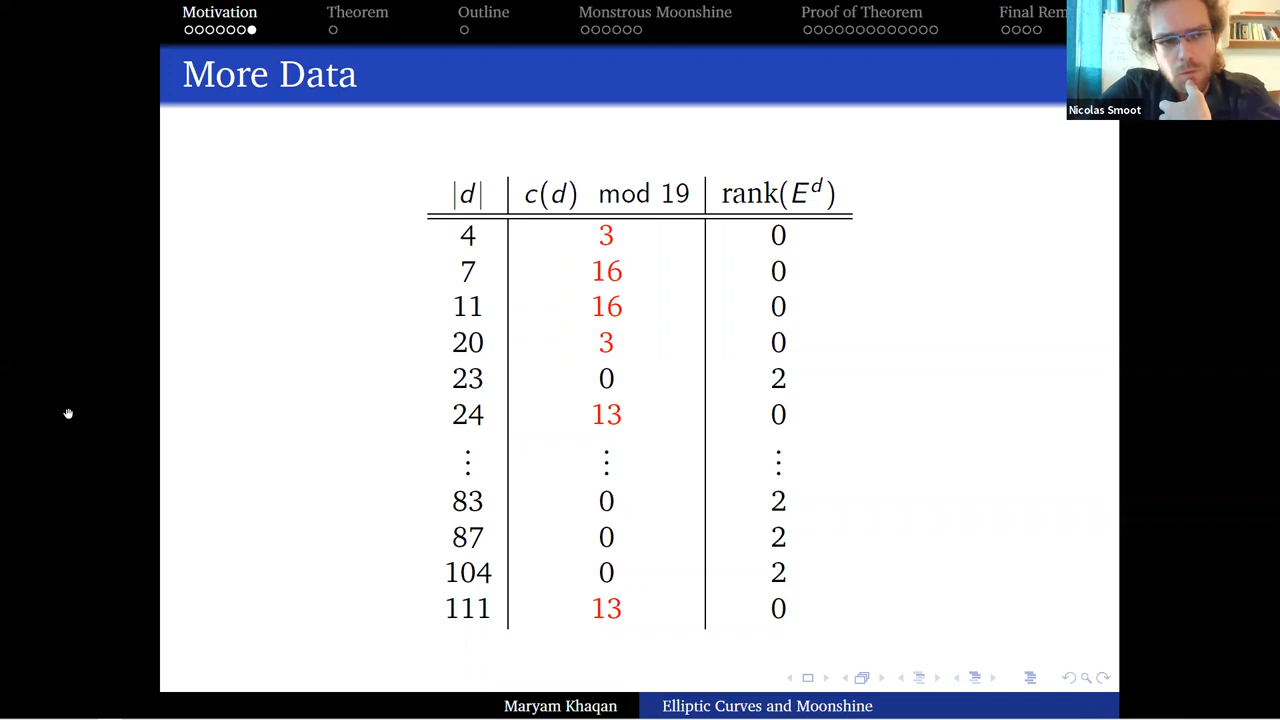 Motivation Theorem Outline Monstrous Moonshine Proof of Theorem Final Rem
More Data
Nicolas Smoot
|d| c(d) mod 19 rank(E^d)
4 3 0
7 16 0
11 16 0
20 3 0
23 0 2
24 13 0
⋮ ⋮ ⋮
83 0 2
87 0 2
104 0 2
111 13 0
Maryam Khaqan Elliptic Curves and Moonshine